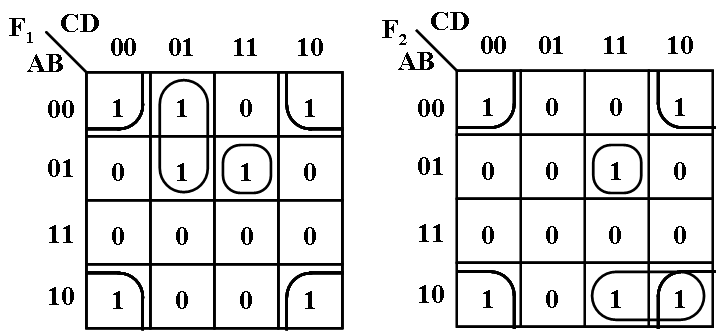 F1 CD
AB 00 01 11 10
00 1 1 0 1
01 0 1 1 0
11 0 0 0 0
10 1 0 0 1
F2 CD
AB 00 01 11 10
00 1 0 0 1
01 0 0 1 0
11 0 0 0 0
10 1 0 1 1